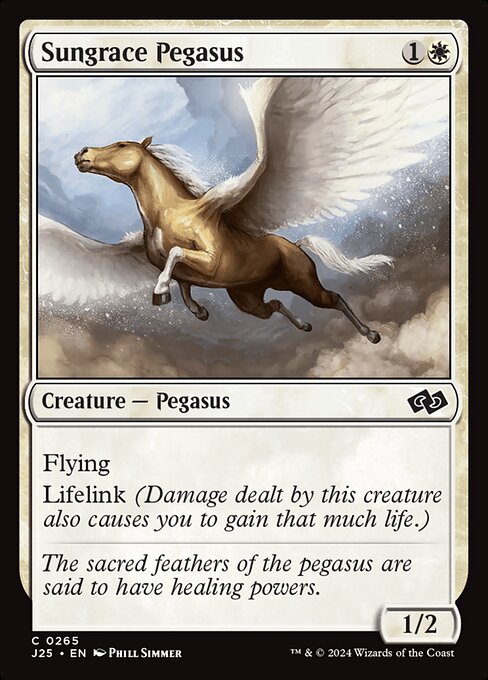 Sungrace Pegasus 1
Creature — Pegasus
Flying
Lifelink (Damage dealt by this creature
also causes you to gain that much life.)
The sacred feathers of the pegasus are
said to have healing powers.
1/2
C 0265
J25 • EN Phill Simmer
™ & © 2024 Wizards of the Coast